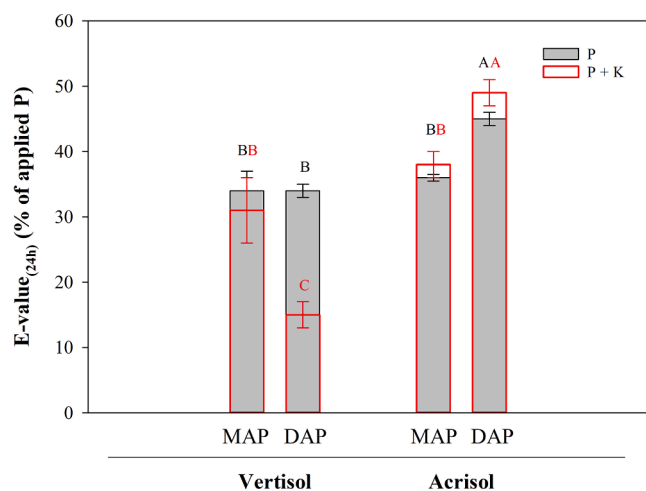 60
50
40
30
20
10
0
E-value(24h) (% of applied P)
P
P + K
BB
B
C
BB
AA
MAP DAP MAP DAP
Vertisol Acrisol